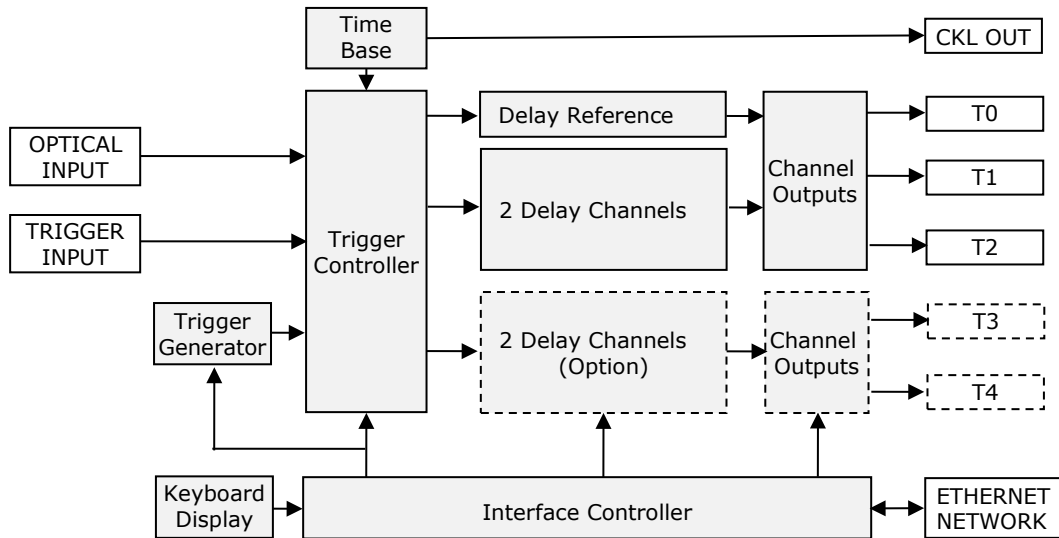 Time
Base
CKL OUT
Delay Reference
T0
OPTICAL
INPUT
2 Delay Channels
Channel
Outputs
T1
TRIGGER
INPUT
Trigger
Controller
T2
Trigger
Generator
2 Delay Channels
(Option)
Channel
Outputs
T3
T4
Keyboard
Display
Interface Controller
ETHERNET
NETWORK